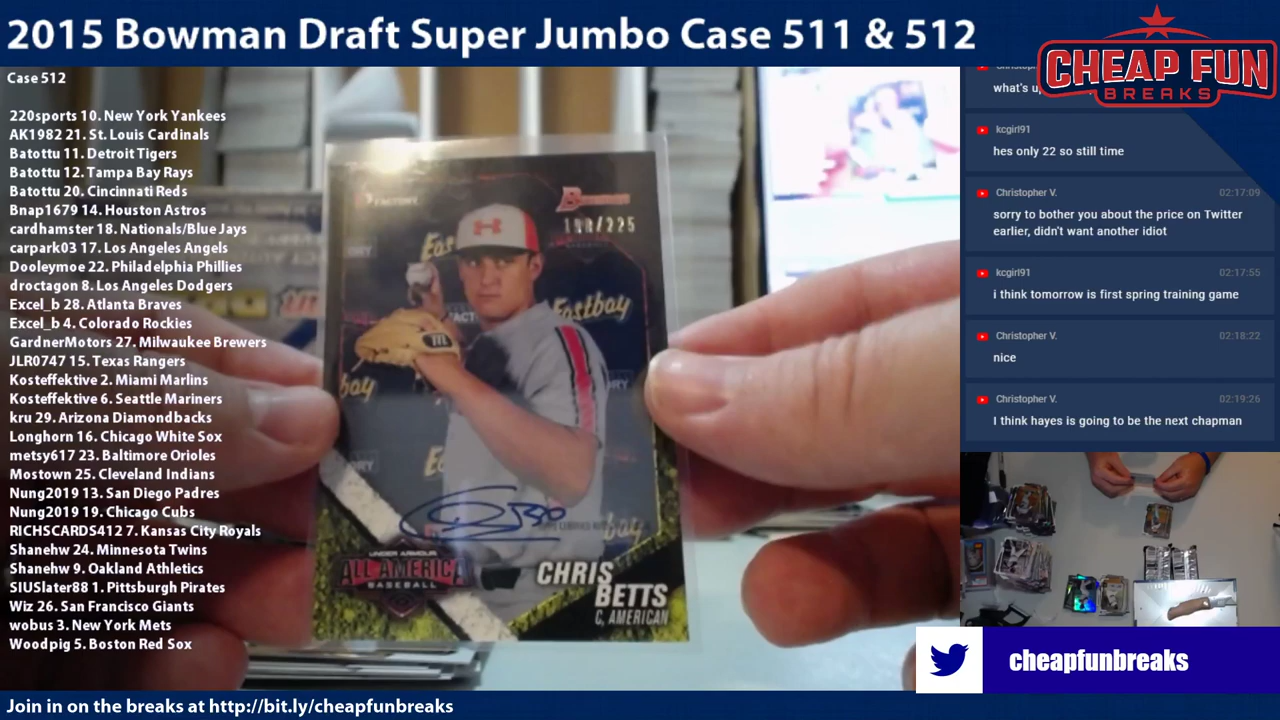 2015 Bowman Draft Super Jumbo Case 511 & 512
CHEAP FUN
BREAKS
Case 512
220sports 10. New York Yankees
AK1982 21. St. Louis Cardinals
Batottu 11. Detroit Tigers
Batottu 12. Tampa Bay Rays
Batottu 20. Cincinnati Reds
Bnap1679 14. Houston Astros
cardhamster 18. Nationals/Blue Jays
carpark03 17. Los Angeles Angels
Dooleymoe 22. Philadelphia Phillies
droctagon 8. Los Angeles Dodgers
Excel_b 28. Atlanta Braves
Excel_b 4. Colorado Rockies
GardnerMotors 27. Milwaukee Brewers
JLR0747 15. Texas Rangers
Kosteffektive 2. Miami Marlins
Kosteffektive 6. Seattle Mariners
kru 29. Arizona Diamondbacks
Longhorn 16. Chicago White Sox
metsy617 23. Baltimore Orioles
Mostown 25. Cleveland Indians
Nung2019 13. San Diego Padres
Nung2019 19. Chicago Cubs
RICHSCARDS412 7. Kansas City Royals
Shanehw 24. Minnesota Twins
Shanehw 9. Oakland Athletics
SIUSlater88 1. Pittsburgh Pirates
Wiz 26. San Francisco Giants
wobus 3. New York Mets
Woodpig 5. Boston Red Sox
Bowman
/225
FACTORY
Eastbay
bay
UNDER ARMOUR
ALL-AMERICA
BASEBALL
CHRIS
BETTS
C, AMERICAN
what's
kcgirl91
hes only 22 so still time
Christopher V. 02:17:09
sorry to bother you about the price on Twitter
earlier, didn't want another idiot
kcgirl91 02:17:55
i think tomorrow is first spring training game
Christopher V. 02:18:22
nice
Christopher V. 02:19:26
I think hayes is going to be the next chapman
cheapfunbreaks
Join in on the breaks at http://bit.ly/cheapfunbreaks